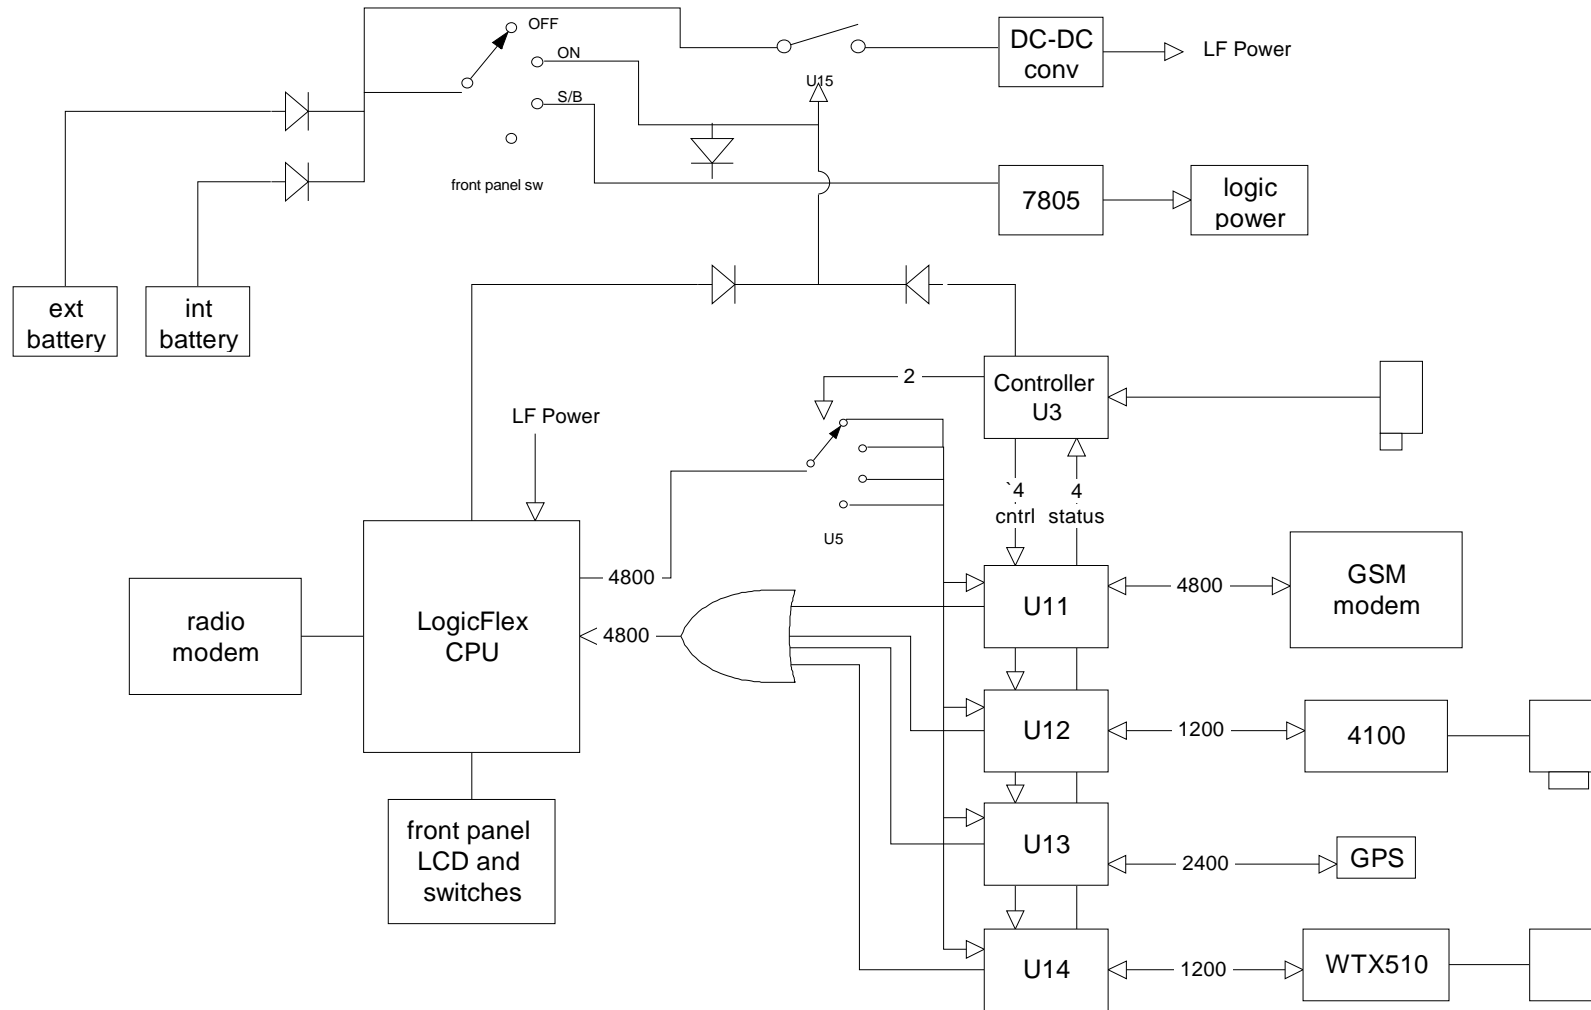 OFF
ON
S/B
front panel sw
U15
DC-DC
conv
LF Power
7805
logic
power
ext
battery
int
battery
2
Controller
U3
LF Power
`4
cntrl
4
status
U5
4800
4800
LogicFlex
CPU
radio
modem
front panel
LCD and
switches
U11
4800
GSM
modem
U12
1200
4100
U13
2400
GPS
U14
1200
WTX510